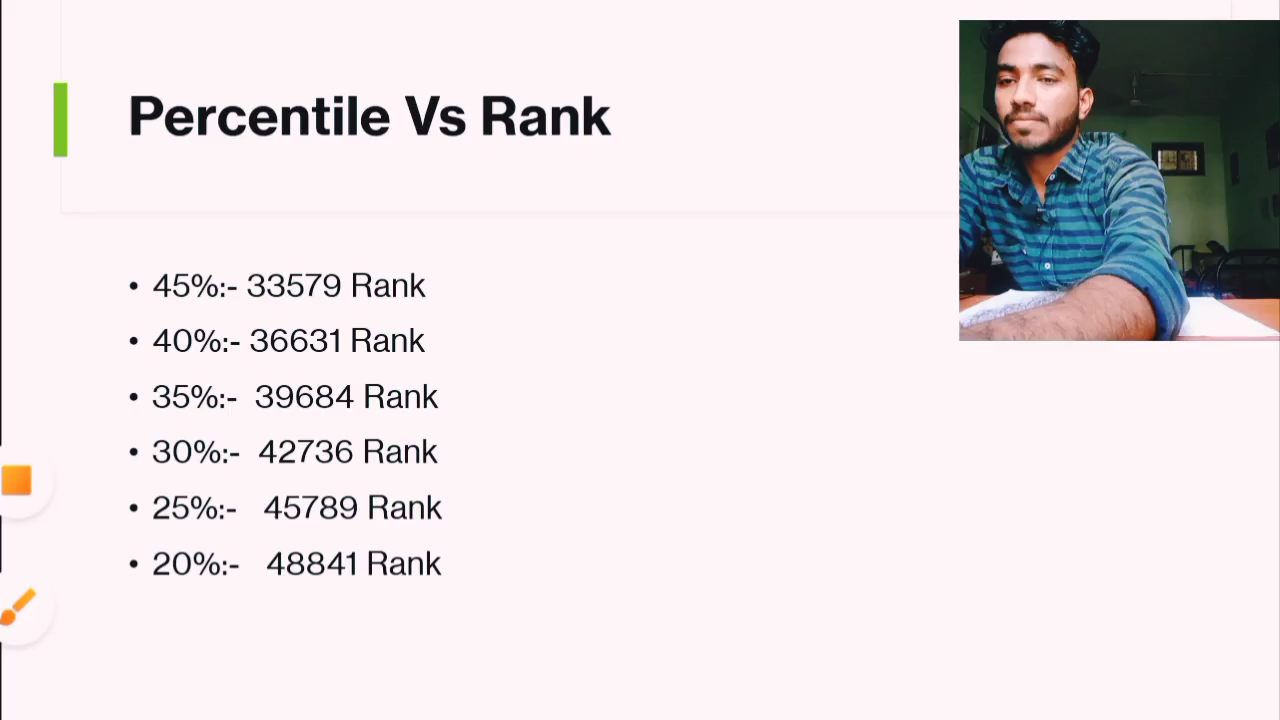 Percentile Vs Rank
• 45%:- 33579 Rank
• 40%:- 36631 Rank
• 35%:- 39684 Rank
• 30%:- 42736 Rank
• 25%:- 45789 Rank
• 20%:- 48841 Rank